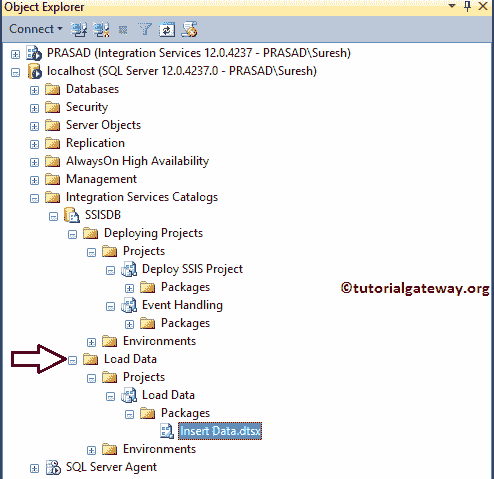 Object Explorer
Connect
PRASAD (Integration Services 12.0.4237 - PRASAD\Suresh)
localhost (SQL Server 12.0.4237.0 - PRASAD\Suresh)
Databases
Security
Server Objects
Replication
AlwaysOn High Availability
Management
Integration Services Catalogs
SSISDB
Deploying Projects
Projects
Deploy SSIS Project
Packages
©tutorialgateway.org
Event Handling
Packages
Environments
Load Data
Projects
Load Data
Packages
Insert Data.dtsx
Environments
SQL Server Agent